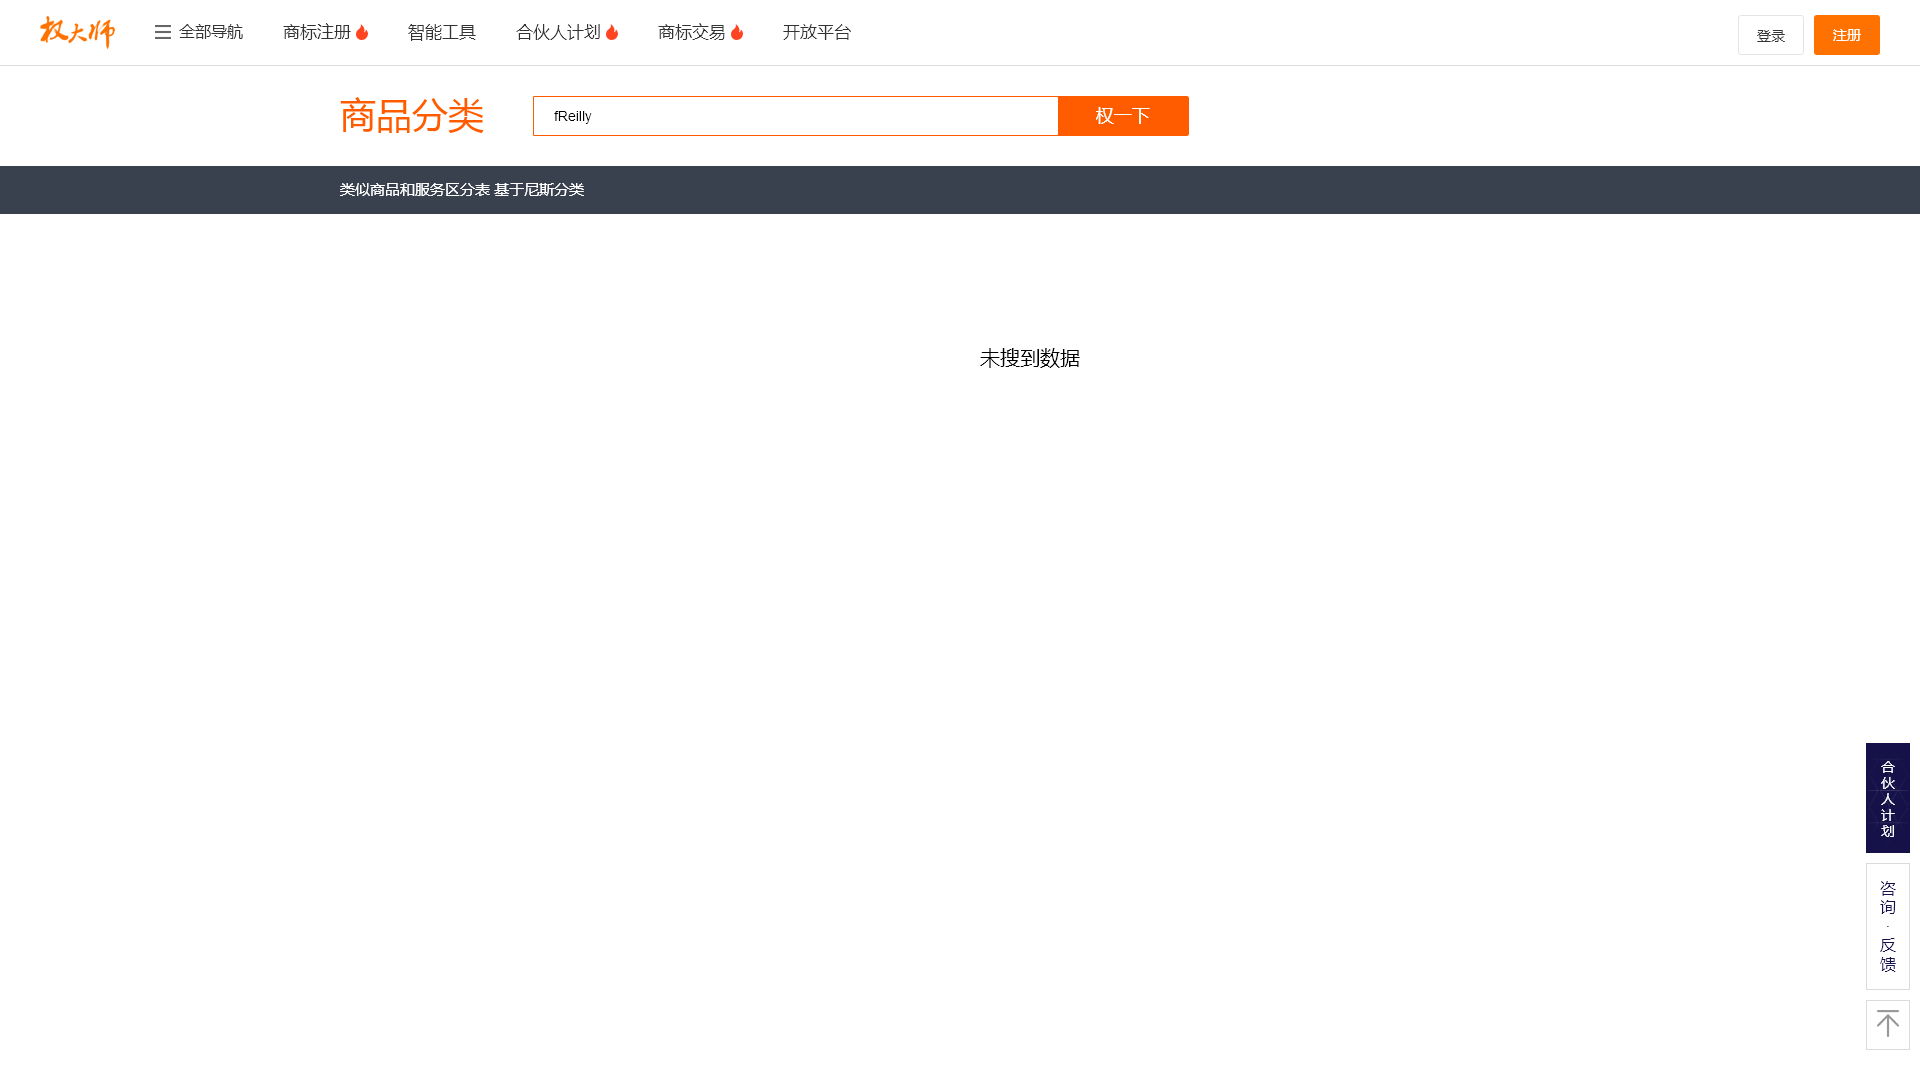 权大师
全部导航
商标注册
智能工具
合伙人计划
商标交易
开放平台
登录
注册
商品分类
fReilly
权一下
类似商品和服务区分表 基于尼斯分类
未搜到数据
合伙人计划
咨询·反馈